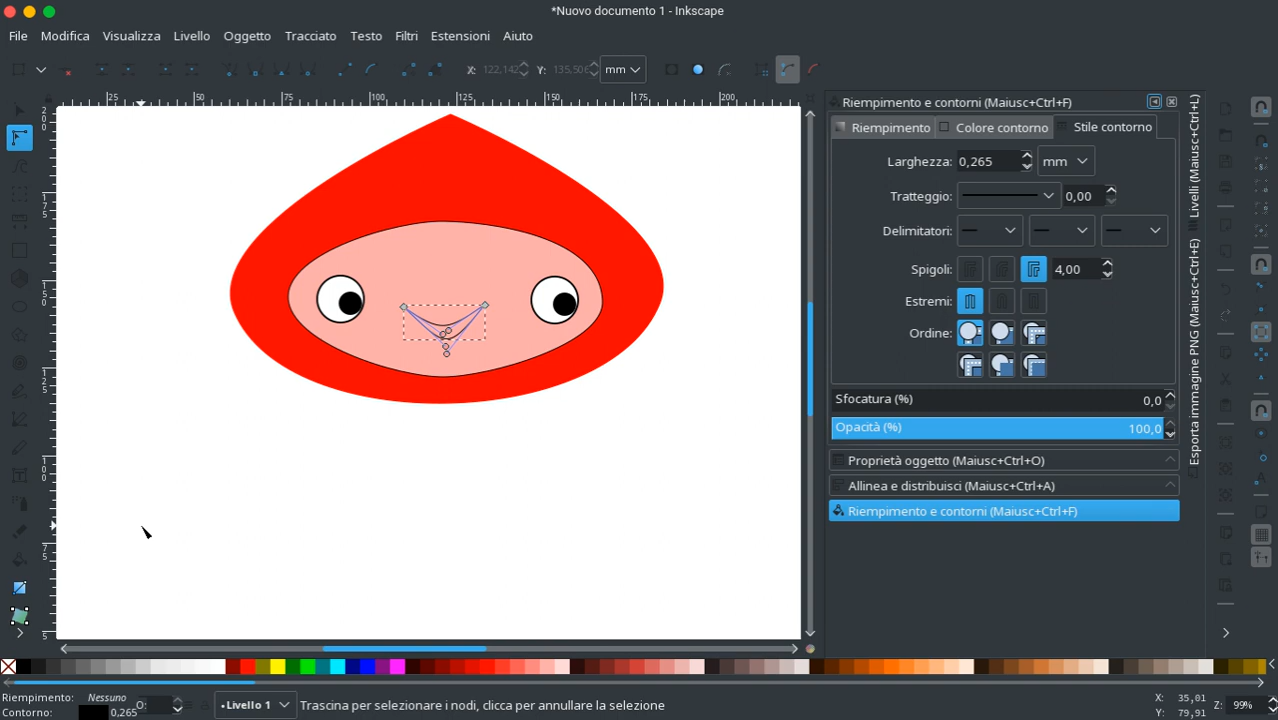 *Nuovo documento 1 - Inkscape
File Modifica Visualizza Livello Oggetto Tracciato Testo Filtri Estensioni Aiuto
X: 122,142 Y: 135,506 mm
25 50 75 100 125 150 175 200
Riempimento e contorni (Maiusc+Ctrl+F)
Riempimento Colore contorno Stile contorno
Larghezza: 0,265 mm
Tratteggio: 0,00
Delimitatori:
Spigoli: 4,00
Estremi:
Ordine:
Sfocatura (%) 0,0
Opacità (%) 100,0
Proprietà oggetto (Maiusc+Ctrl+O)
Allinea e distribuisci (Maiusc+Ctrl+A)
Riempimento e contorni (Maiusc+Ctrl+F)
Livelli (Maiusc+Ctrl+L)
Esporta immagine PNG (Maiusc+Ctrl+E)
Riempimento: Nessuno O:
Contorno: 0,265
•Livello 1
Trascina per selezionare i nodi, clicca per annullare la selezione
X: 35,01
Y: 79,91
Z: 99%